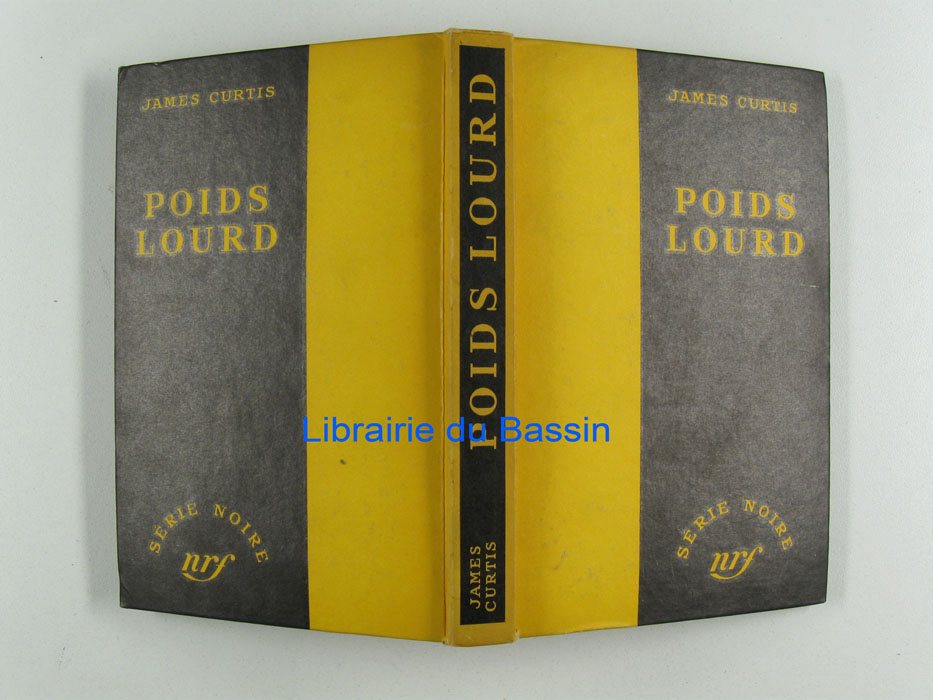 JAMES CURTIS
POIDS
LOURD
SÉRIE NOIRE
nrf
POIDS LOURD
JAMES
CURTIS
JAMES CURTIS
POIDS
LOURD
SÉRIE NOIRE
nrf
Librairie du Bassin